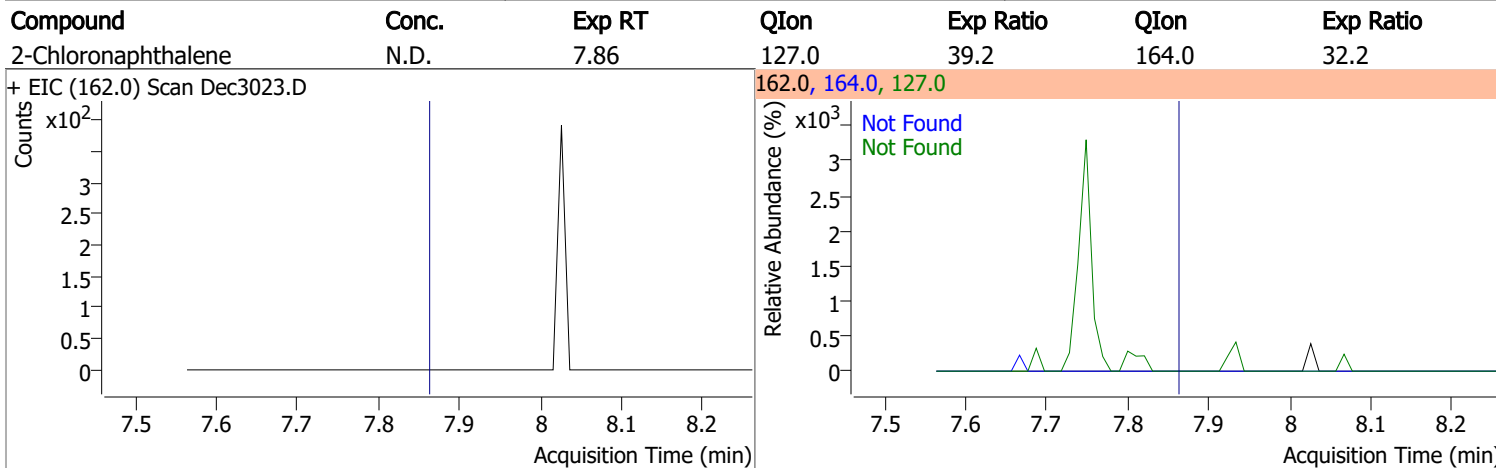 Compound Conc. Exp RT QIon Exp Ratio QIon Exp Ratio
2-Chloronaphthalene N.D. 7.86 127.0 39.2 164.0 32.2
+ EIC (162.0) Scan Dec3023.D
Counts
x10²
3
2.5
2
1.5
1
0.5
0
7.5 7.6 7.7 7.8 7.9 8 8.1 8.2
Acquisition Time (min)
162.0, 164.0, 127.0
Relative Abundance (%)
x10³
Not Found
Not Found
3
2.5
2
1.5
1
0.5
0
7.5 7.6 7.7 7.8 7.9 8 8.1 8.2
Acquisition Time (min)